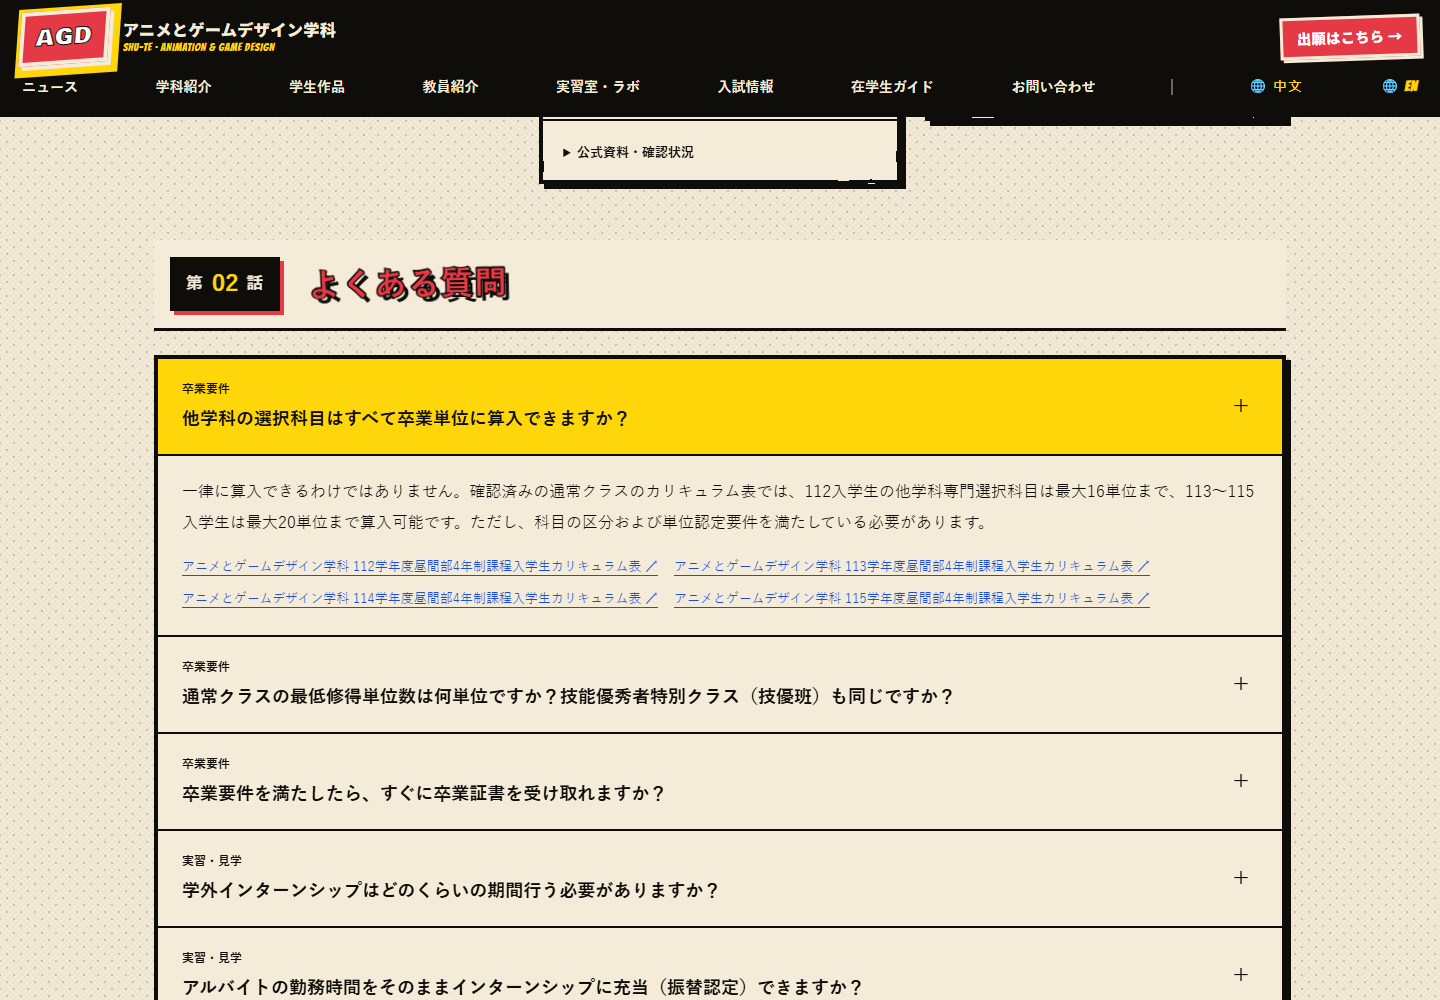 AGD
アニメとゲームデザイン学科
SHU-TE · ANIMATION & GAME DESIGN
出願はこちら →
ニュース 学科紹介 学生作品 教員紹介 実習室・ラボ 入試情報 在学生ガイド お問い合わせ | 中文 EN
▶ 公式資料・確認状況
第 02 話 よくある質問
卒業要件
他学科の選択科目はすべて卒業単位に算入できますか？
+
一律に算入できるわけではありません。確認済みの通常クラスのカリキュラム表では、112入学生の他学科専門選択科目は最大16単位まで、113〜115
入学生は最大20単位まで算入可能です。ただし、科目の区分および単位認定要件を満たしている必要があります。
アニメとゲームデザイン学科 112学年度昼間部4年制課程入学生カリキュラム表 ↗ アニメとゲームデザイン学科 113学年度昼間部4年制課程入学生カリキュラム表 ↗
アニメとゲームデザイン学科 114学年度昼間部4年制課程入学生カリキュラム表 ↗ アニメとゲームデザイン学科 115学年度昼間部4年制課程入学生カリキュラム表 ↗
卒業要件
通常クラスの最低修得単位数は何単位ですか？技能優秀者特別クラス（技優班）も同じですか？
+
卒業要件
卒業要件を満たしたら、すぐに卒業証書を受け取れますか？
+
実習・見学
学外インターンシップはどのくらいの期間行う必要がありますか？
+
実習・見学
アルバイトの勤務時間をそのままインターンシップに充当（振替認定）できますか？
+